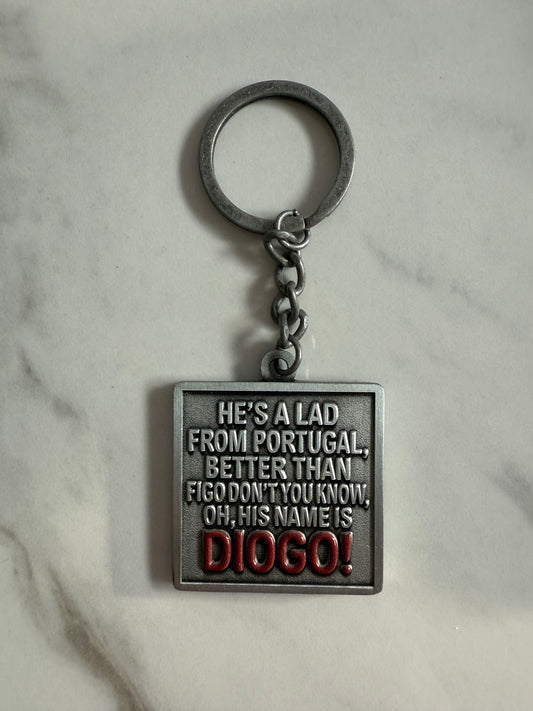 HE'S A LAD
FROM PORTUGAL,
BETTER THAN
FIGO DON'T YOU KNOW,
OH, HIS NAME IS
DIOGO!